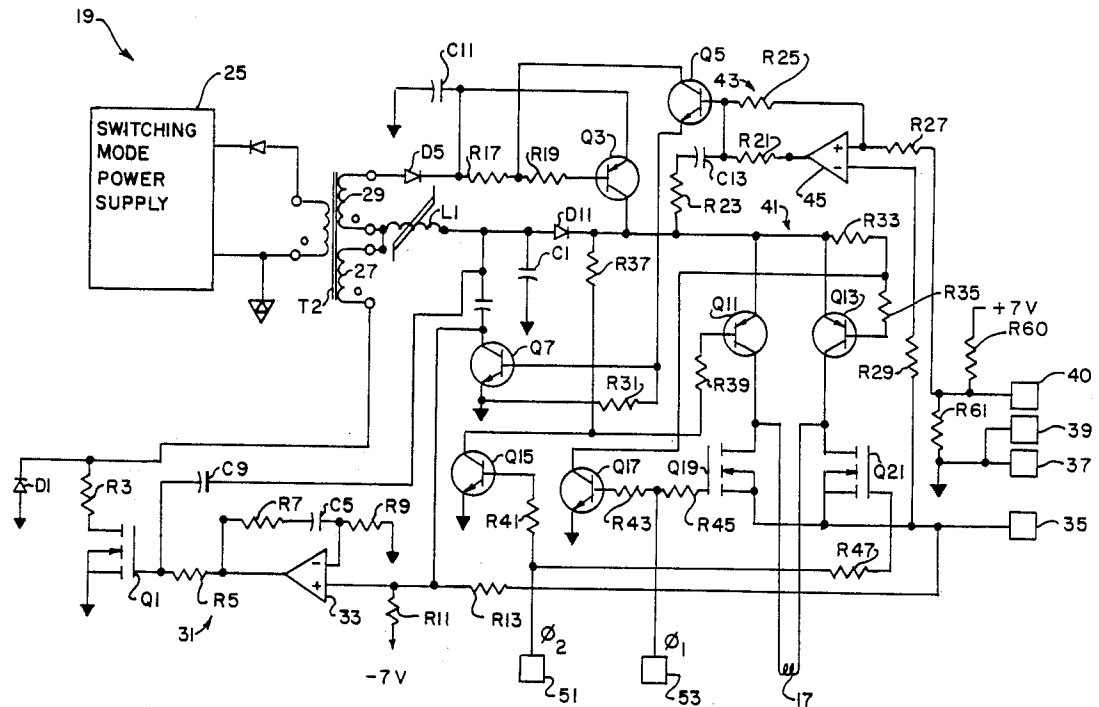 19
25
SWITCHING
MODE
POWER
SUPPLY
C11
Q5
43
R25
D5
R17
R19
Q3
R21
R27
C13
45
29
L1
R23
41
R33
D11
27
T2
C1
R37
Q11
Q13
R35
+7V
R60
Q7
R39
R29
40
R31
R61
39
Q15
Q17
Q19
Q21
37
D1
R3
C9
R7
C5
R9
R41
R43
R45
35
R47
Q1
R5
31
33
R11
R13
-7V
Ø2
Ø1
51
53
17